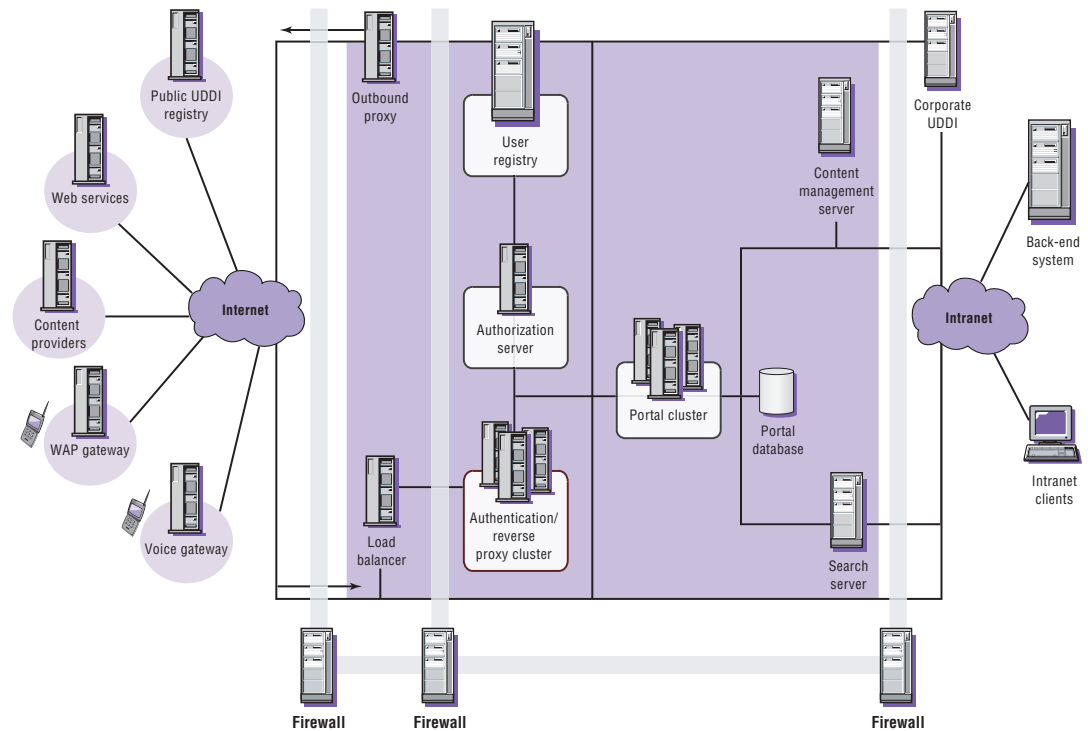 Public UDDI
registry
Outbound
proxy
User
registry
Corporate
UDDI
Web services
Content
management
server
Back-end
system
Internet
Content
providers
Authorization
server
Intranet
Portal cluster
Portal
database
WAP gateway
Voice gateway
Load
balancer
Authentication/
reverse
proxy cluster
Search
server
Intranet
clients
Firewall
Firewall
Firewall